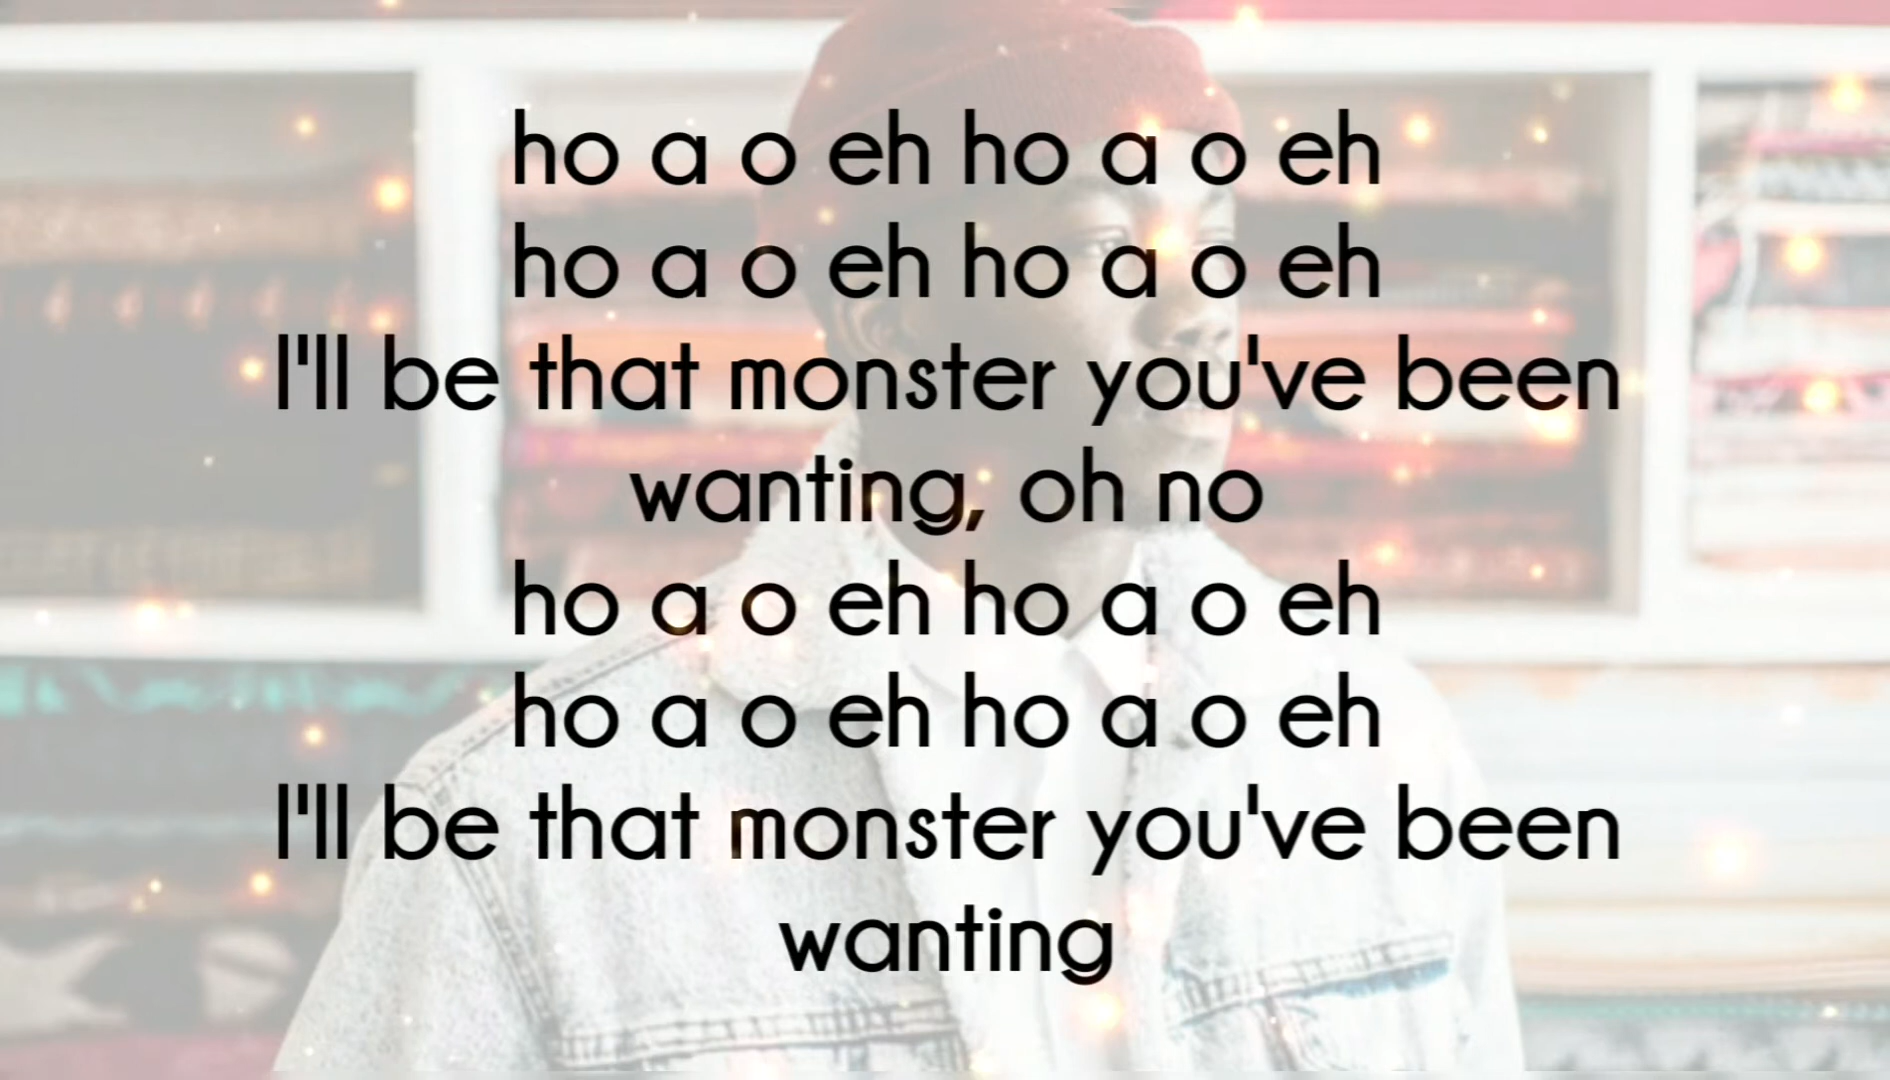 ho a o eh ho a o eh
ho a o eh ho a o eh
I'll be that monster you've been
wanting, oh no
ho a o eh ho a o eh
ho a o eh ho a o eh
I'll be that monster you've been
wanting